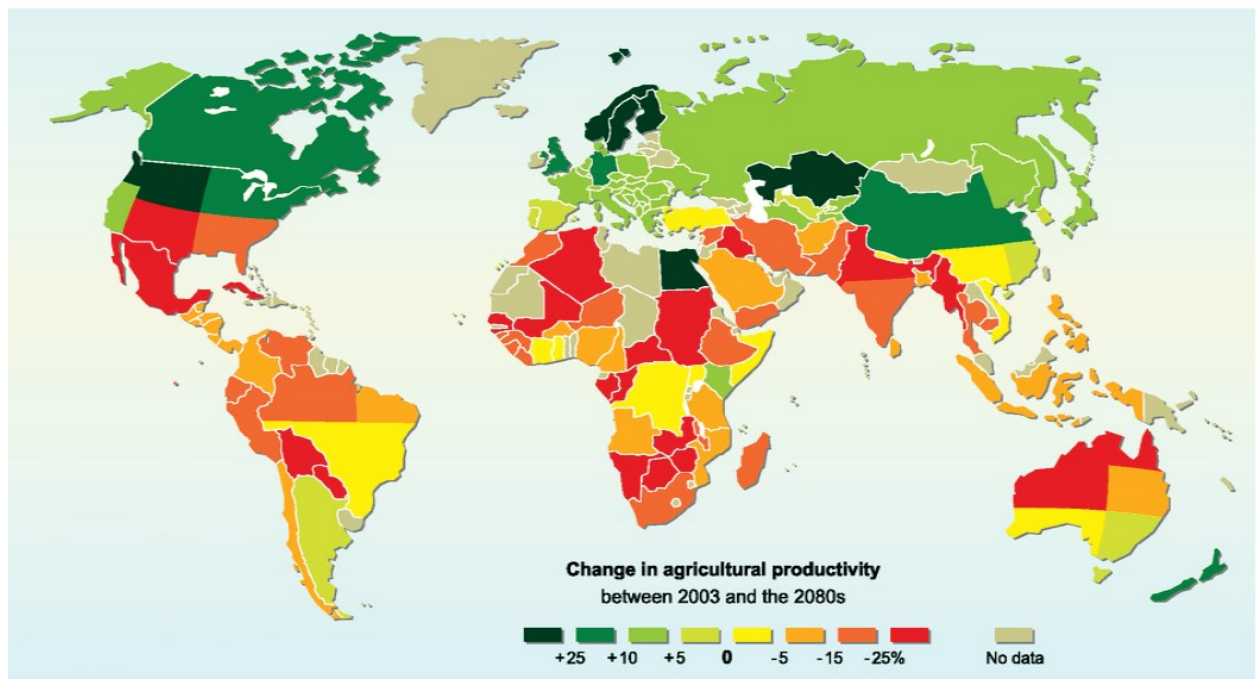 Change in agricultural productivity
between 2003 and the 2080s
+25 +10 +5 0 -5 -15 -25% No data